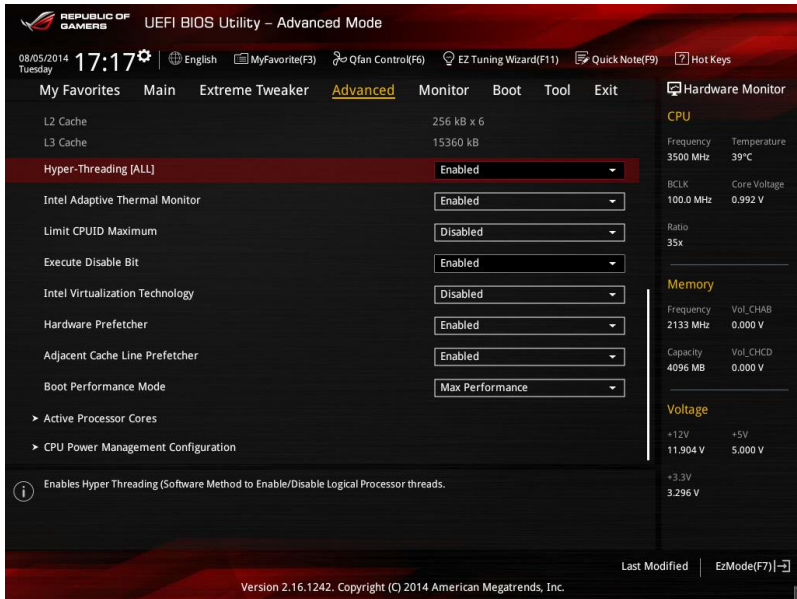 REPUBLIC OF
GAMERS
UEFI BIOS Utility – Advanced Mode
08/05/2014
Tuesday
17:17
English
MyFavorite(F3)
Qfan Control(F6)
EZ Tuning Wizard(F11)
Quick Note(F9)
? Hot Keys
My Favorites
Main
Extreme Tweaker
Advanced
Monitor
Boot
Tool
Exit
L2 Cache 256 kB x 6
L3 Cache 15360 kB
Hyper-Threading [ALL] Enabled
Intel Adaptive Thermal Monitor Enabled
Limit CPUID Maximum Disabled
Execute Disable Bit Enabled
Intel Virtualization Technology Disabled
Hardware Prefetcher Enabled
Adjacent Cache Line Prefetcher Enabled
Boot Performance Mode Max Performance
> Active Processor Cores
> CPU Power Management Configuration
i Enables Hyper Threading (Software Method to Enable/Disable Logical Processor threads.
Hardware Monitor
CPU
Frequency Temperature
3500 MHz 39°C
BCLK Core Voltage
100.0 MHz 0.992 V
Ratio
35x
Memory
Frequency Vol_CHAB
2133 MHz 0.000 V
Capacity Vol_CHCD
4096 MB 0.000 V
Voltage
+12V +5V
11.904 V 5.000 V
+3.3V
3.296 V
Last Modified
EzMode(F7)
Version 2.16.1242. Copyright (C) 2014 American Megatrends, Inc.